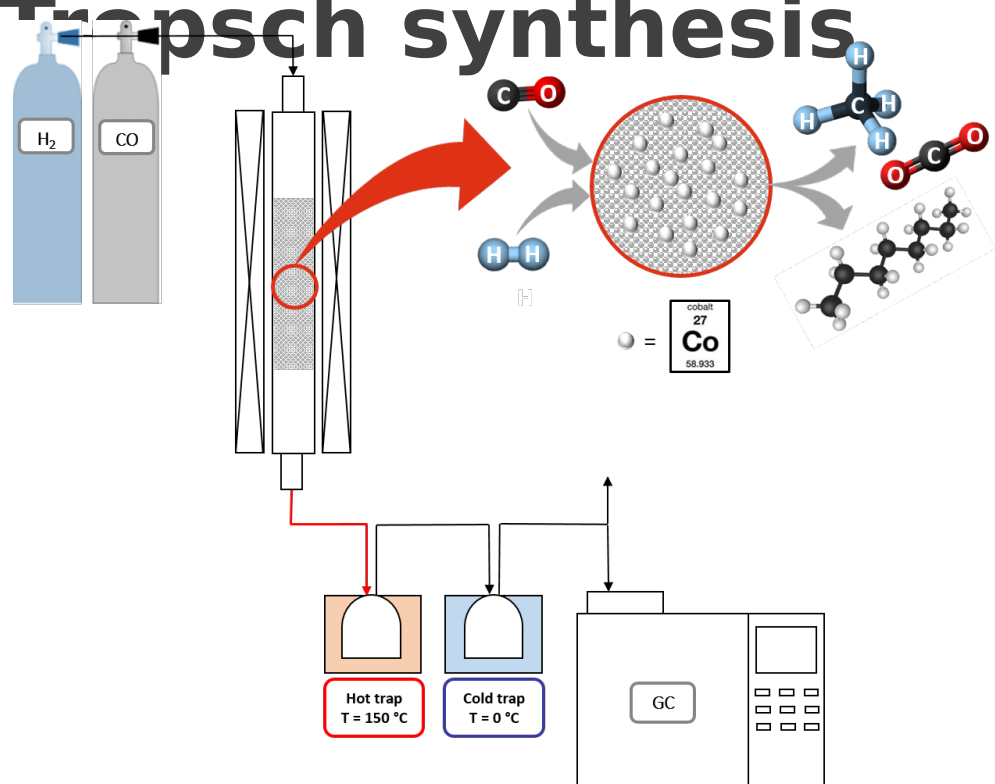 Tropsch synthesis
H₂
CO
C
O
H
H
H
H
H
C
H
H
O
C
O
=
cobalt
27
Co
58.933
Hot trap
T = 150 °C
Cold trap
T = 0 °C
GC